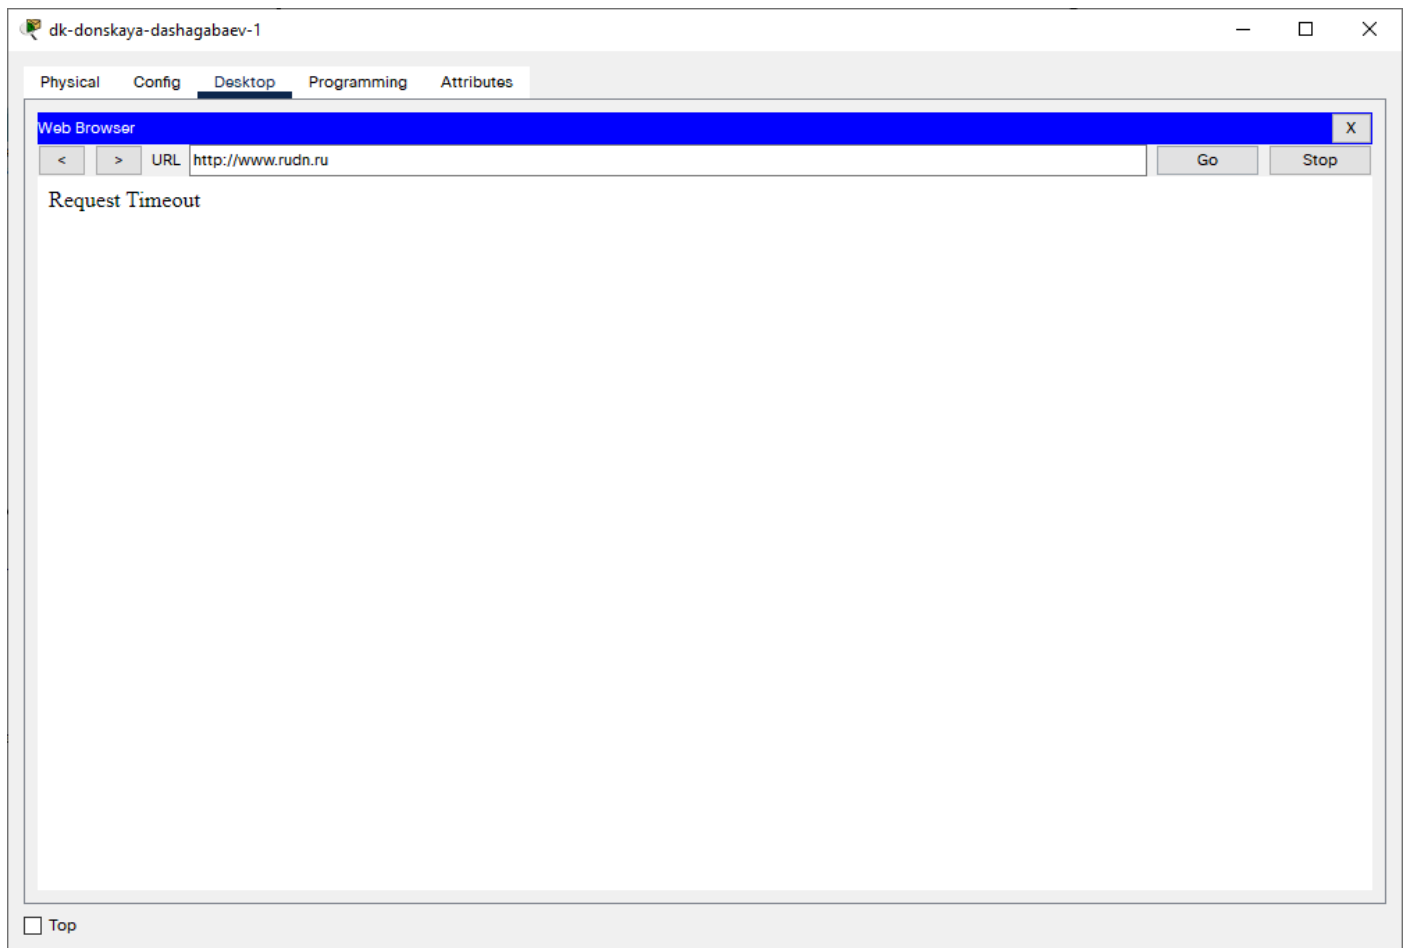 dk-donskaya-dashagabaev-1
Physical Config Desktop Programming Attributes
Web Browser X
< > URL http://www.rudn.ru Go Stop
Request Timeout
Top